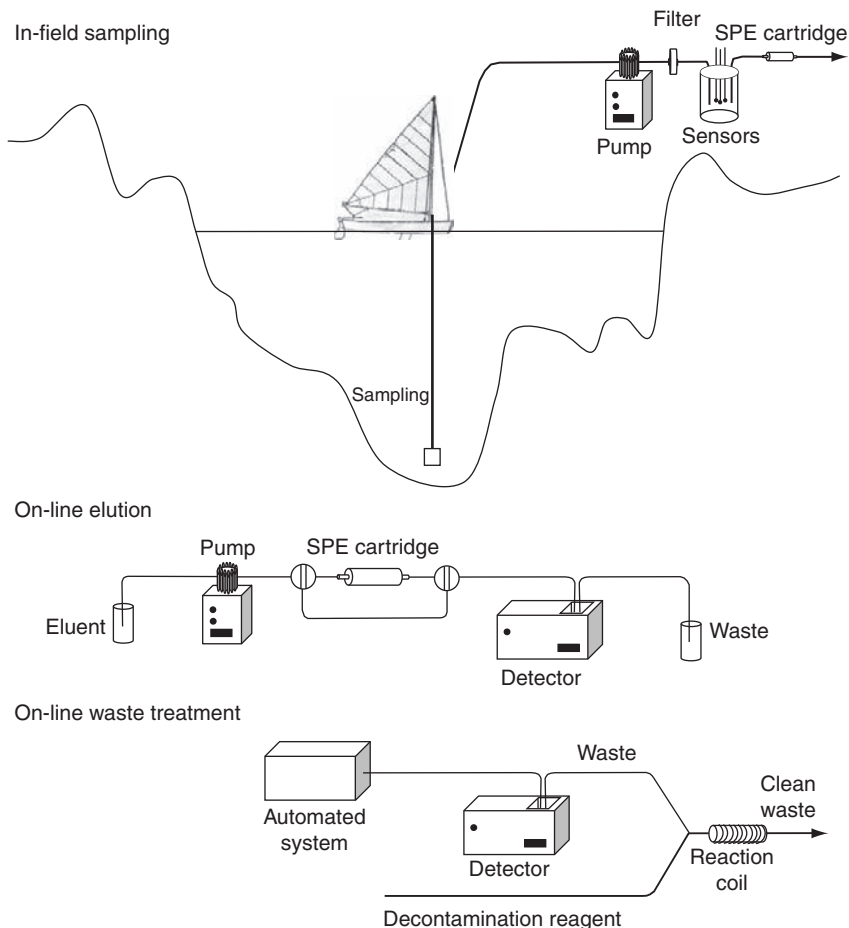 In-field sampling
Filter
SPE cartridge
Pump
Sensors
Sampling
On-line elution
Pump
SPE cartridge
Eluent
Detector
Waste
On-line waste treatment
Waste
Automated
system
Detector
Clean
waste
Reaction
coil
Decontamination reagent